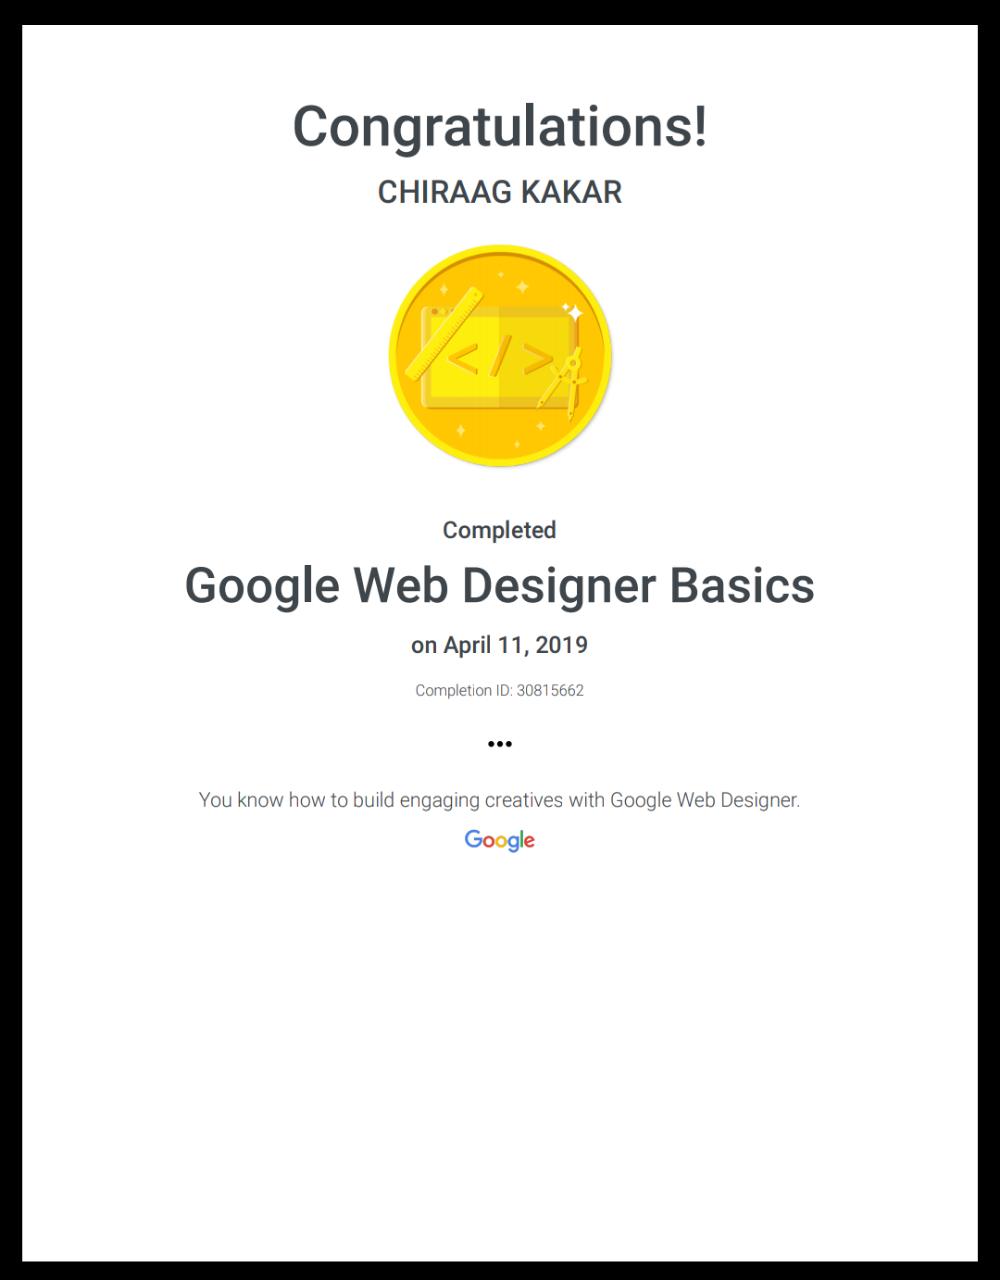 Congratulations!
CHIRAAG KAKAR
</>
Completed
Google Web Designer Basics
on April 11, 2019
Completion ID: 30815662
•••
You know how to build engaging creatives with Google Web Designer.
Google